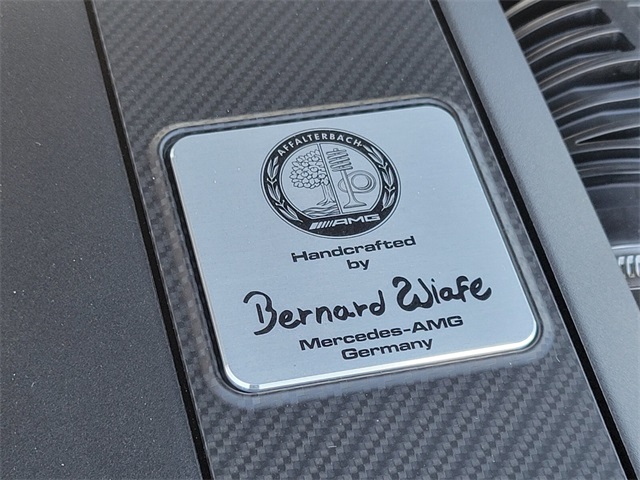 AFFALTERBACH
AMG
Handcrafted
by
Bernard Wiafe
Mercedes-AMG
Germany